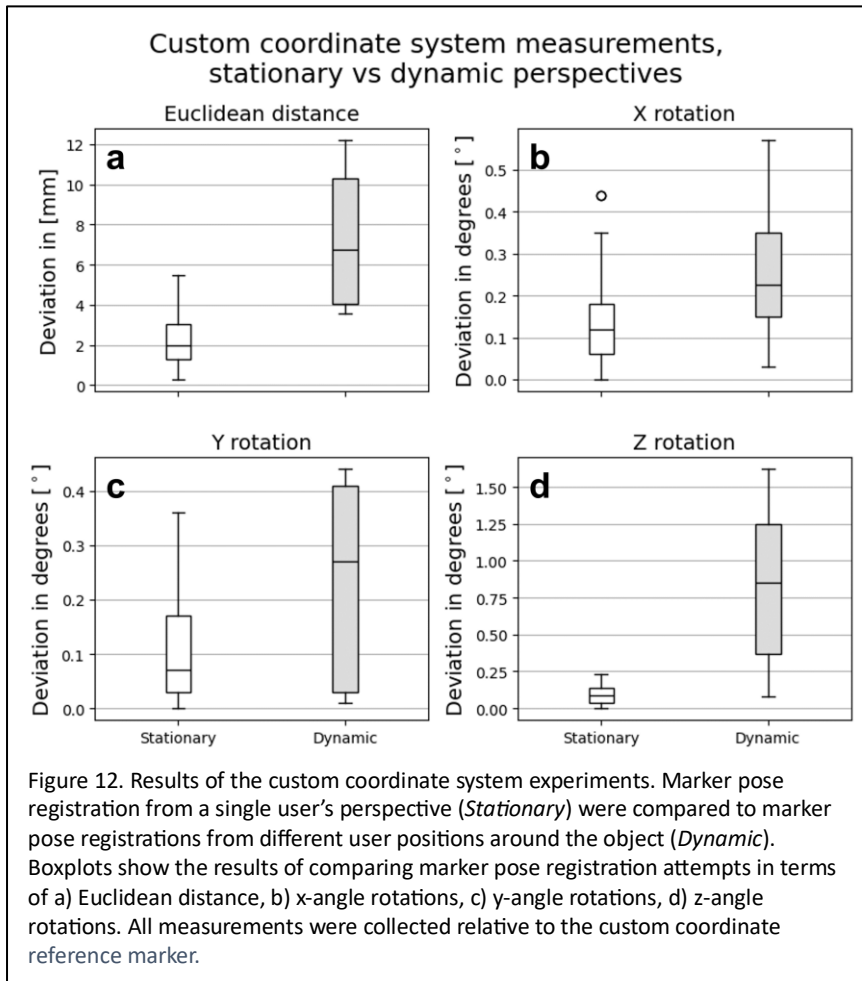 Custom coordinate system measurements,
stationary vs dynamic perspectives
Euclidean distance
a
Deviation in [mm]
12
10
8
6
4
2
0
X rotation
b
Deviation in degrees [°]
0.5
0.4
0.3
0.2
0.1
0.0
Y rotation
c
Deviation in degrees [°]
0.4
0.3
0.2
0.1
0.0
Stationary
Dynamic
Z rotation
d
Deviation in degrees [°]
1.50
1.25
1.00
0.75
0.50
0.25
0.00
Stationary
Dynamic
Figure 12. Results of the custom coordinate system experiments. Marker pose
registration from a single user’s perspective (Stationary) were compared to marker
pose registrations from different user positions around the object (Dynamic).
Boxplots show the results of comparing marker pose registration attempts in terms
of a) Euclidean distance, b) x-angle rotations, c) y-angle rotations, d) z-angle
rotations. All measurements were collected relative to the custom coordinate
reference marker.